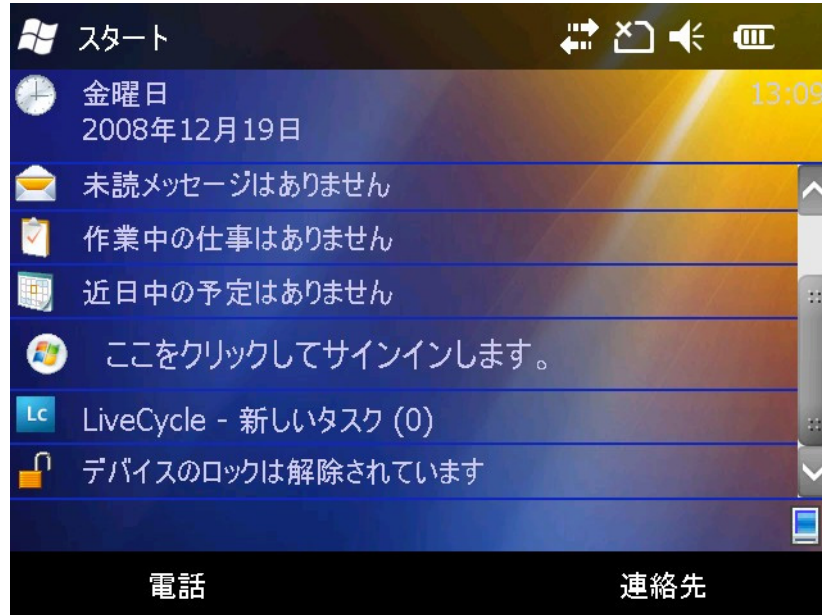 スタート
金曜日
13:09
2008年12月19日
未読メッセージはありません
作業中の仕事はありません
近日中の予定はありません
ここをクリックしてサインインします。
LC
LiveCycle - 新しいタスク (0)
デバイスのロックは解除されています
電話
連絡先